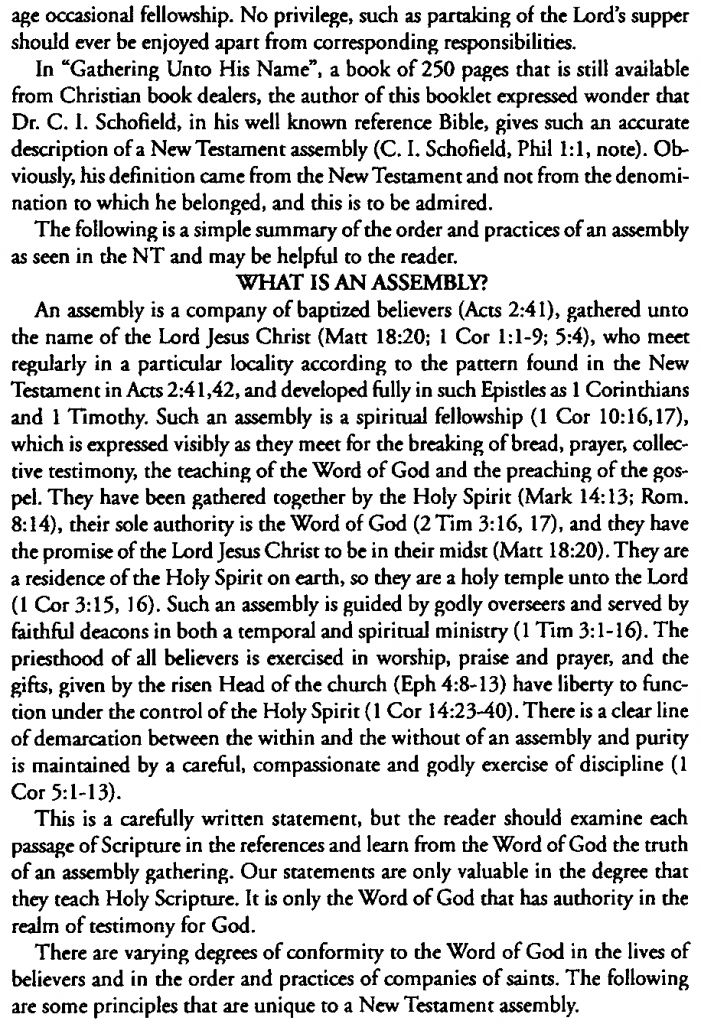 age occasional fellowship. No privilege, such as partaking of the Lord's supper
should ever be enjoyed apart from corresponding responsibilities.
In "Gathering Unto His Name", a book of 250 pages that is still available
from Christian book dealers, the author of this booklet expressed wonder that
Dr. C. I. Schofield, in his well known reference Bible, gives such an accurate
description of a New Testament assembly (C. I. Schofield, Phil 1:1, note). Ob-
viously, his definition came from the New Testament and not from the denomi-
nation to which he belonged, and this is to be admired.
The following is a simple summary of the order and practices of an assembly
as seen in the NT and may be helpful to the reader.
WHAT IS AN ASSEMBLY?
An assembly is a company of baptized believers (Acts 2:41), gathered unto
the name of the Lord Jesus Christ (Matt 18:20; 1 Cor 1:1-9; 5:4), who meet
regularly in a particular locality according to the pattern found in the New
Testament in Acts 2:41,42, and developed fully in such Epistles as 1 Corinthians
and 1 Timothy. Such an assembly is a spiritual fellowship (1 Cor 10:16,17),
which is expressed visibly as they meet for the breaking of bread, prayer, collec-
tive testimony, the teaching of the Word of God and the preaching of the gos-
pel. They have been gathered together by the Holy Spirit (Mark 14:13; Rom.
8:14), their sole authority is the Word of God (2 Tim 3:16, 17), and they have
the promise of the Lord Jesus Christ to be in their midst (Matt 18:20). They are
a residence of the Holy Spirit on earth, so they are a holy temple unto the Lord
(1 Cor 3:15, 16). Such an assembly is guided by godly overseers and served by
faithful deacons in both a temporal and spiritual ministry (1 Tim 3:1-16). The
priesthood of all believers is exercised in worship, praise and prayer, and the
gifts, given by the risen Head of the church (Eph 4:8-13) have liberty to func-
tion under the control of the Holy Spirit (1 Cor 14:23-40). There is a clear line
of demarcation between the within and the without of an assembly and purity
is maintained by a careful, compassionate and godly exercise of discipline (1
Cor 5:1-13).
This is a carefully written statement, but the reader should examine each
passage of Scripture in the references and learn from the Word of God the truth
of an assembly gathering. Our statements are only valuable in the degree that
they teach Holy Scripture. It is only the Word of God that has authority in the
realm of testimony for God.
There are varying degrees of conformity to the Word of God in the lives of
believers and in the order and practices of companies of saints. The following
are some principles that are unique to a New Testament assembly.